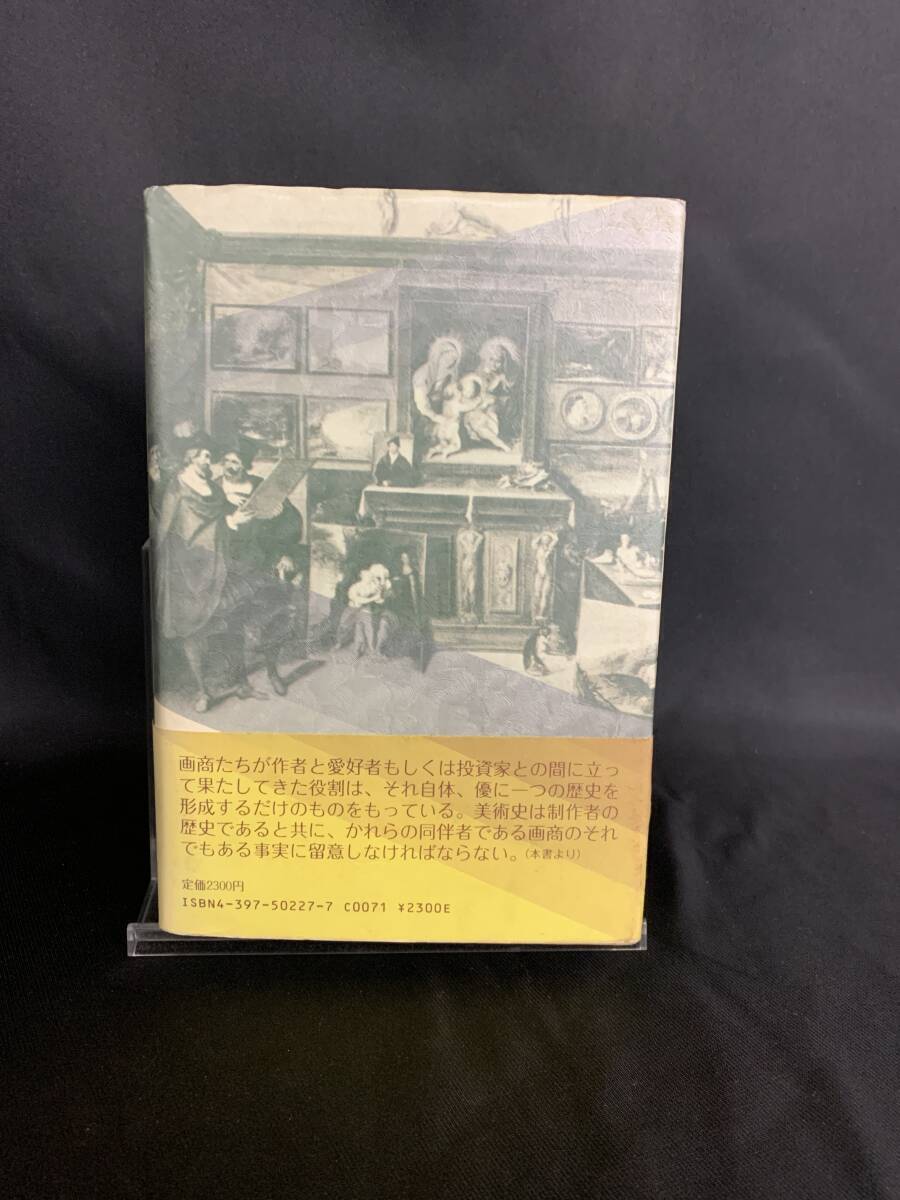 画商たちが作者と愛好者もしくは投資家との間に立っ
て果たしてきた役割は、それ自体、優に一つの歴史を
形成するだけのものをもっている。美術史は制作者の
歴史であると共に、かれらの同伴者である画商のそれ
でもある事実に留意しなければならない。(本書より)
定価2300円
ISBN4-397-50227-7 C0071 ¥2300E